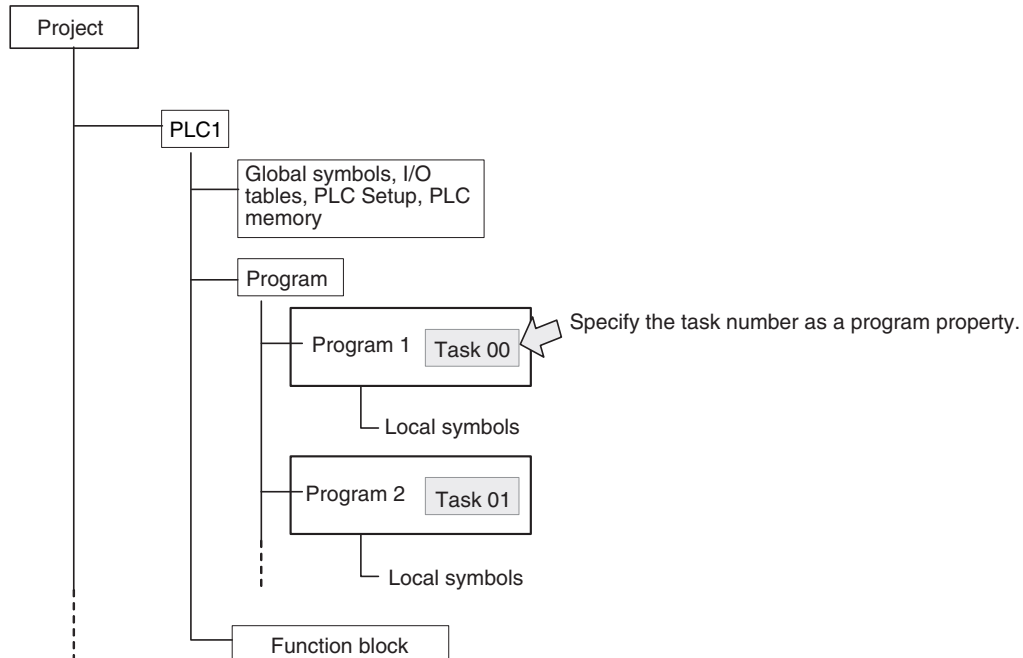 Project
PLC1
Global symbols, I/O
tables, PLC Setup, PLC
memory
Program
Program 1
Task 00
Specify the task number as a program property.
Local symbols
Program 2
Task 01
Local symbols
Function block